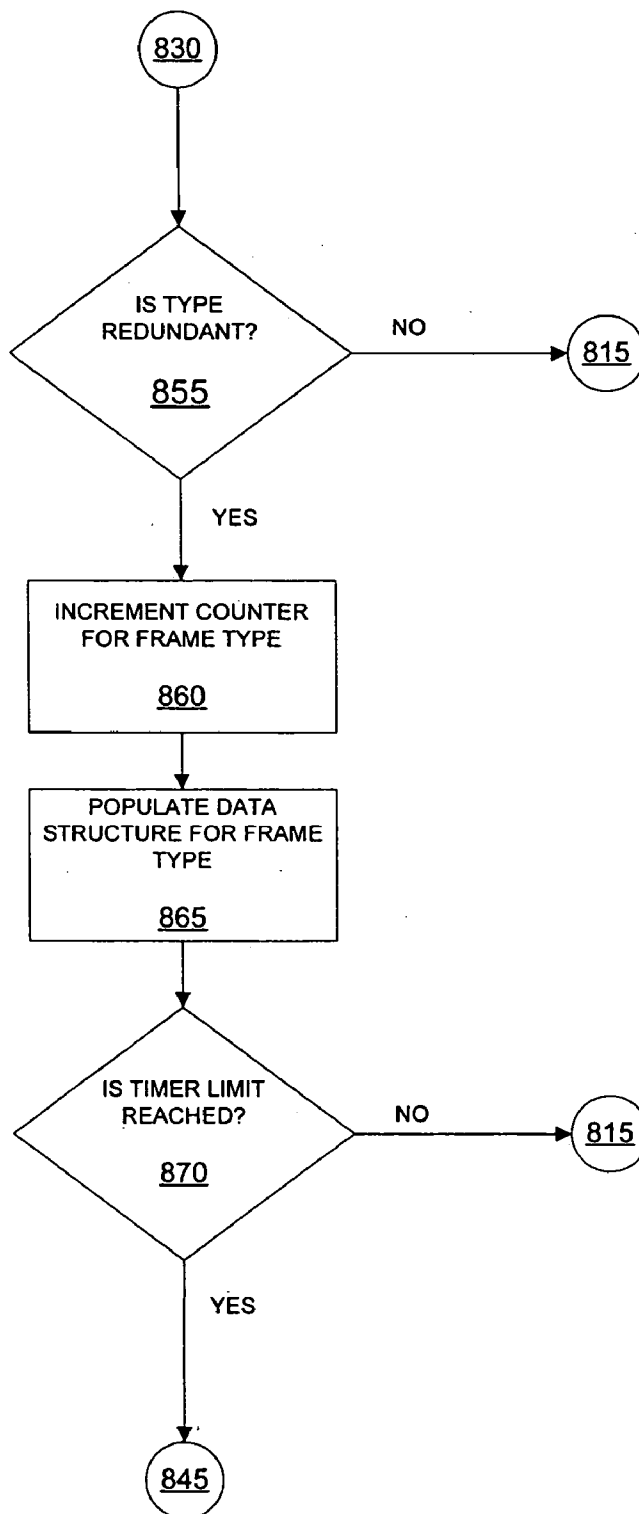 830
IS TYPE
REDUNDANT?
855
NO
815
YES
INCREMENT COUNTER
FOR FRAME TYPE
860
POPULATE DATA
STRUCTURE FOR FRAME
TYPE
865
IS TIMER LIMIT
REACHED?
870
NO
815
YES
845